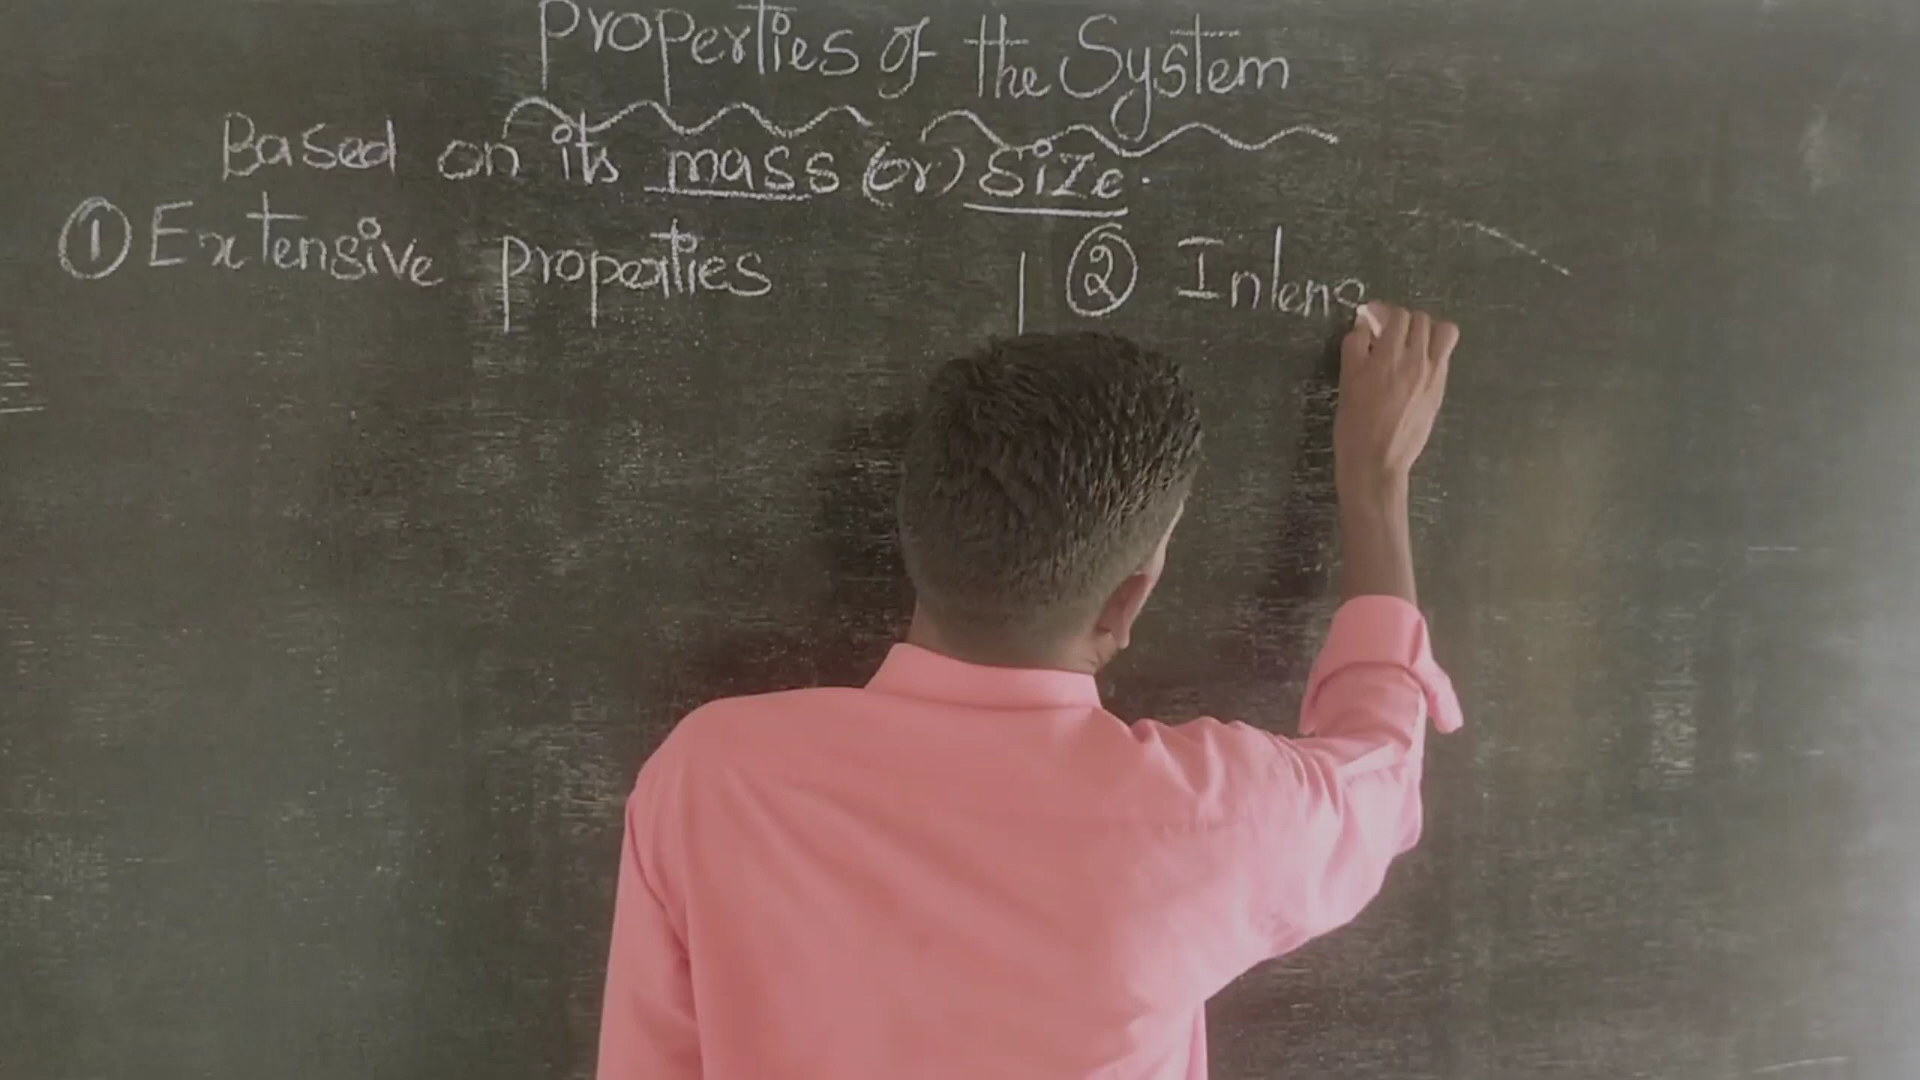 Properties of the System
Based on its mass (or) size.
① Extensive properties | ② Intens